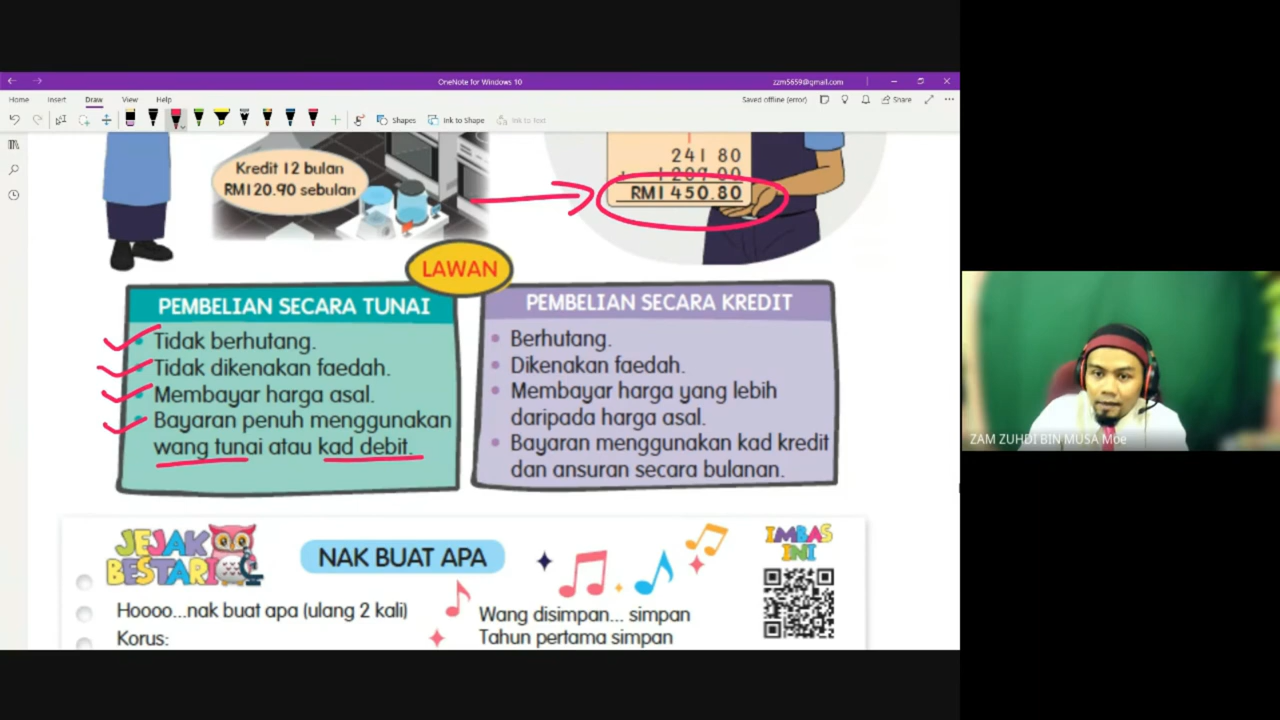 OneNote for Windows 10
zzm5659@gmail.com
Home Insert Draw View Help
Saved offline (error)
Share
Shapes
Ink to Shape
Ink to Text
Kredit 12 bulan
RM120.90 sebulan
241 80
+ 1 209 00
RM1 450.80
LAWAN
PEMBELIAN SECARA TUNAI
• Tidak berhutang.
• Tidak dikenakan faedah.
• Membayar harga asal.
• Bayaran penuh menggunakan
wang tunai atau kad debit.
PEMBELIAN SECARA KREDIT
• Berhutang.
• Dikenakan faedah.
• Membayar harga yang lebih
daripada harga asal.
• Bayaran menggunakan kad kredit
dan ansuran secara bulanan.
ZAM ZUHDI BIN MUSA Moe
JEJAK
BESTARI
NAK BUAT APA
IMBAS
INI
Hoooo...nak buat apa (ulang 2 kali)
Korus:
Wang disimpan... simpan
Tahun pertama simpan